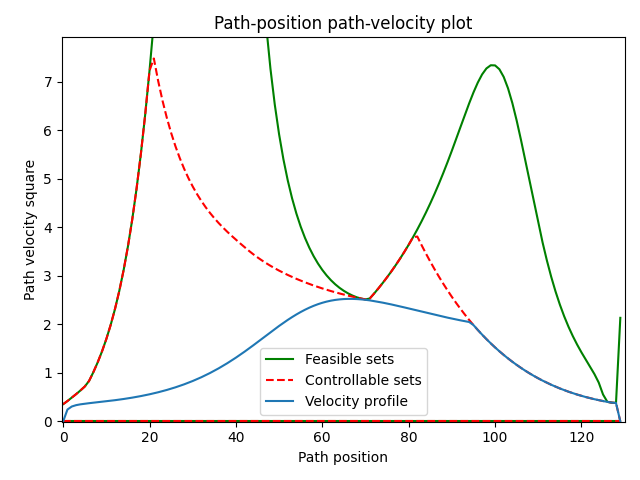 Path-position path-velocity plot
Path velocity square
7
6
5
4
3
2
1
0
Feasible sets
Controllable sets
Velocity profile
0 20 40 60 80 100 120
Path position